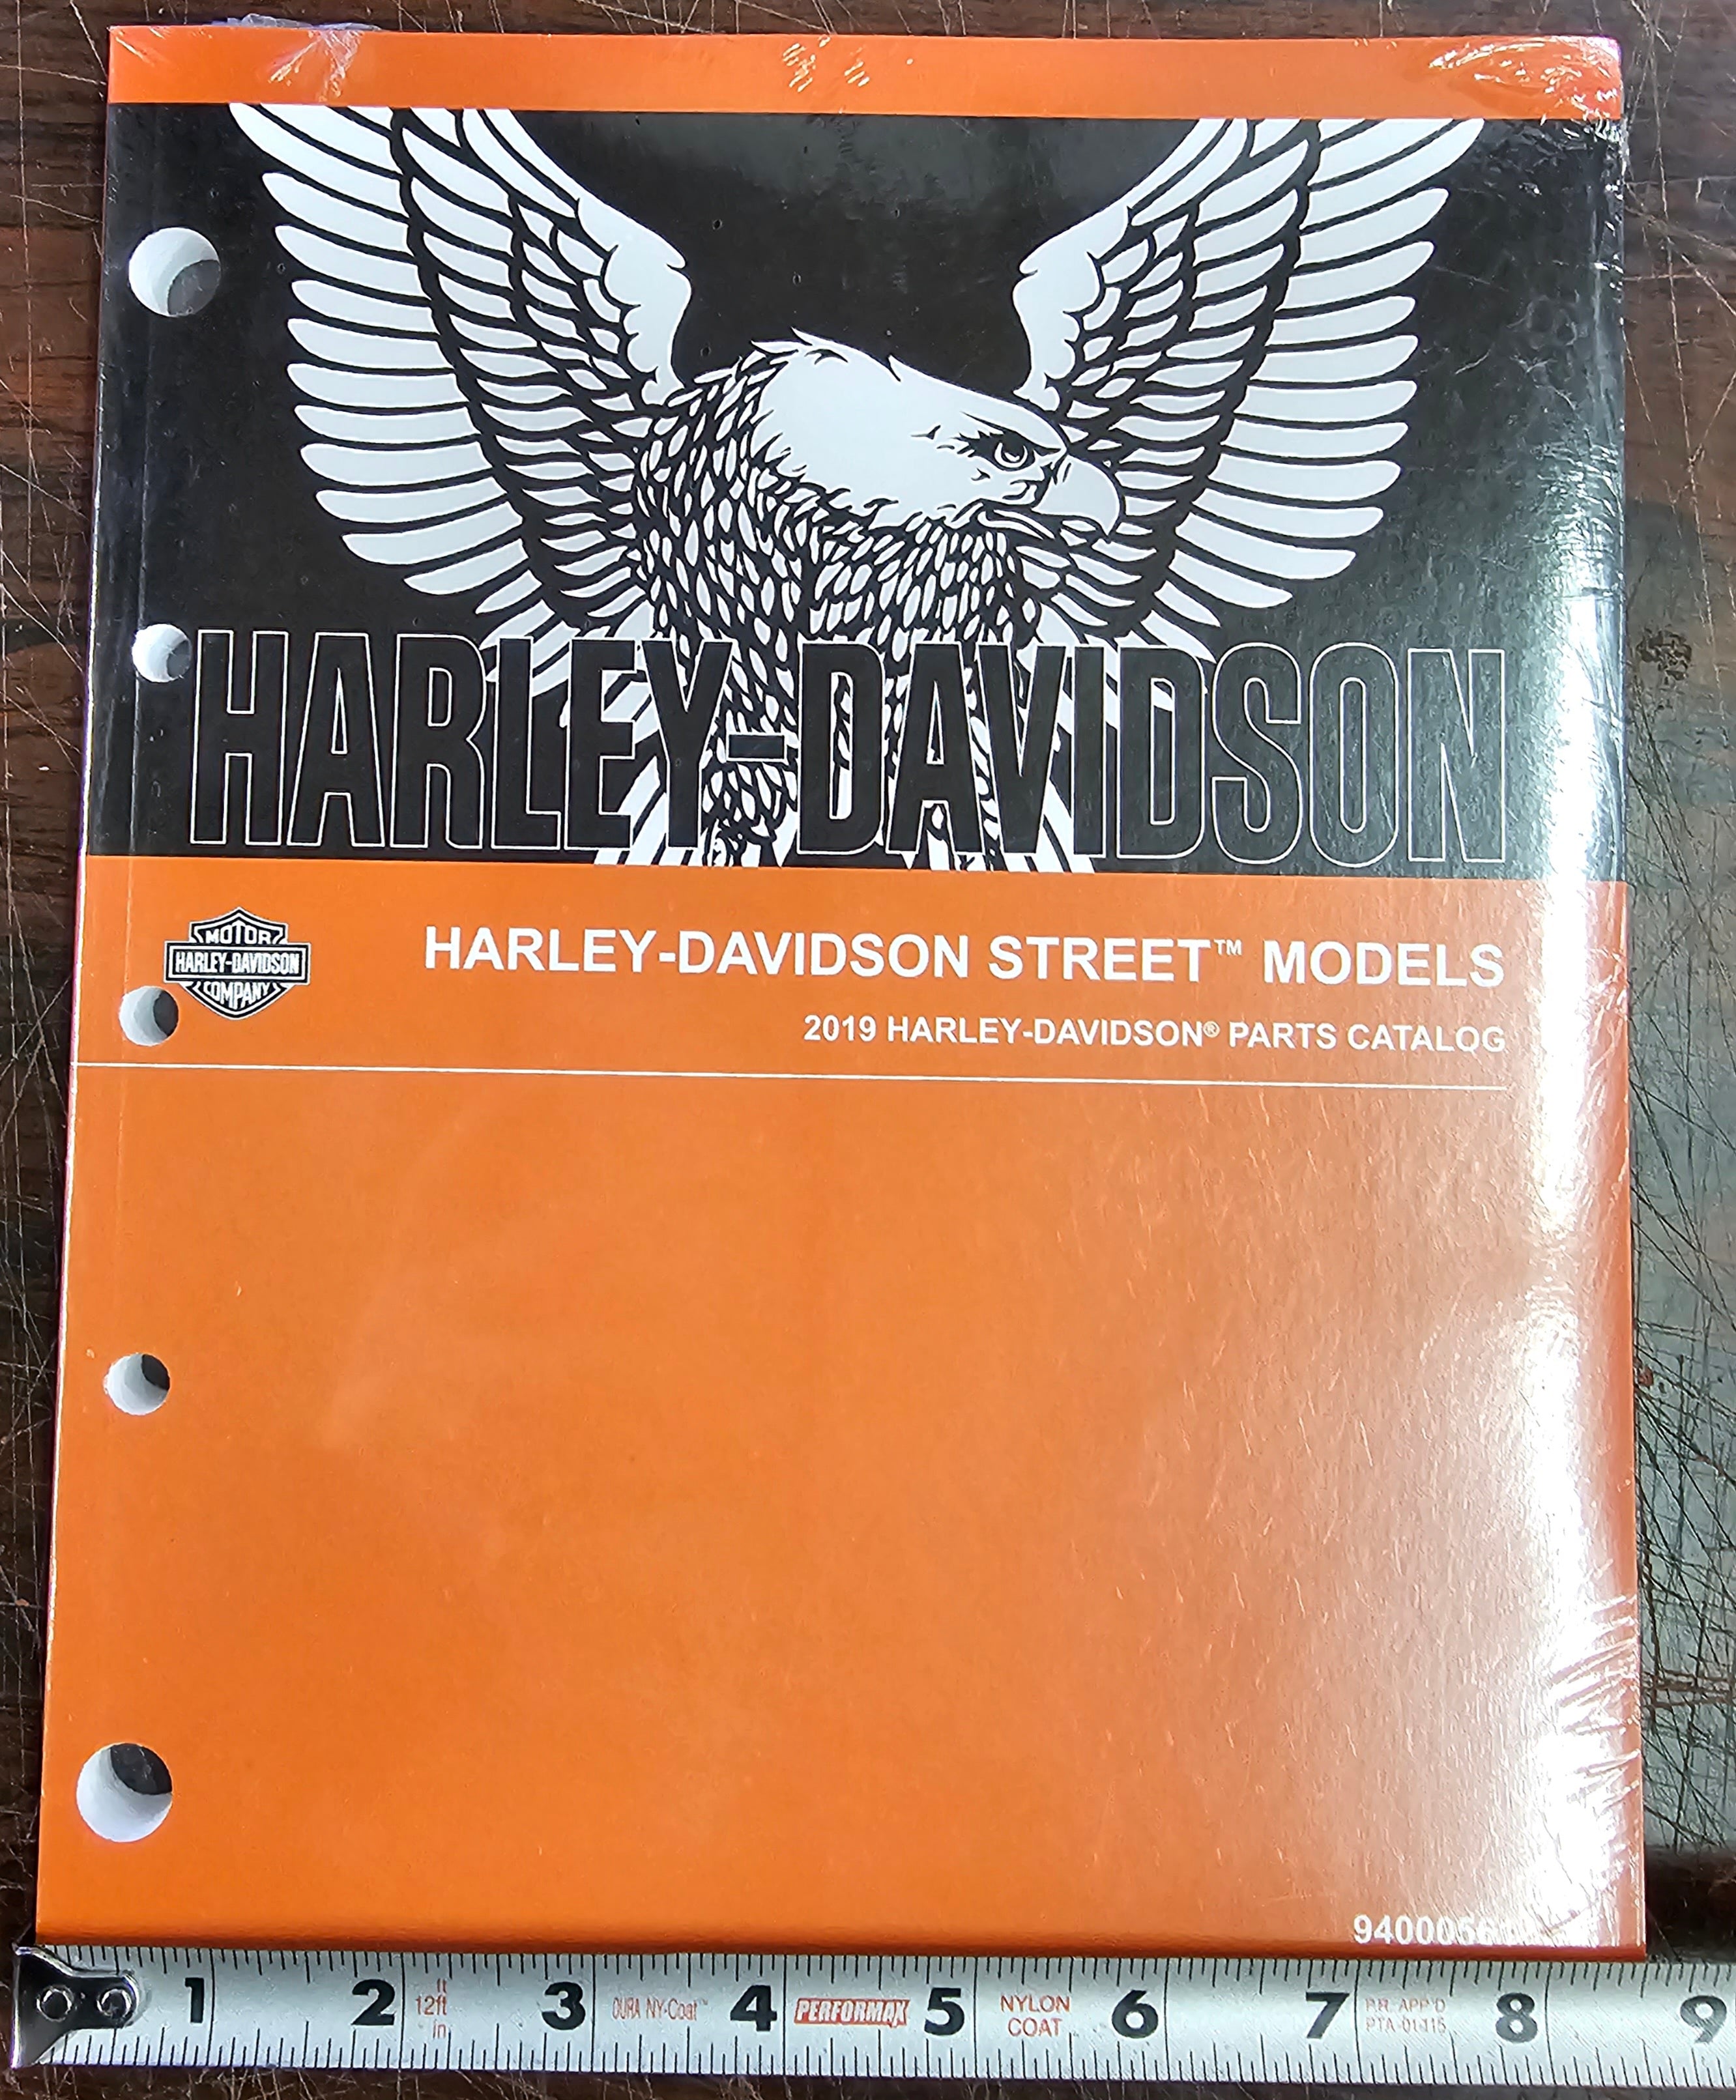 HARLEY-DAVIDSON
MOTOR
HARLEY-DAVIDSON
COMPANY
HARLEY-DAVIDSON STREET™ MODELS
2019 HARLEY-DAVIDSON® PARTS CATALOG
1 2 3 4 5 6 7 8 9
ft
12ft
in
DURA NY-Coat™
PERFORMAX
NYLON
COAT
P.R. APP'D
PTA-01415